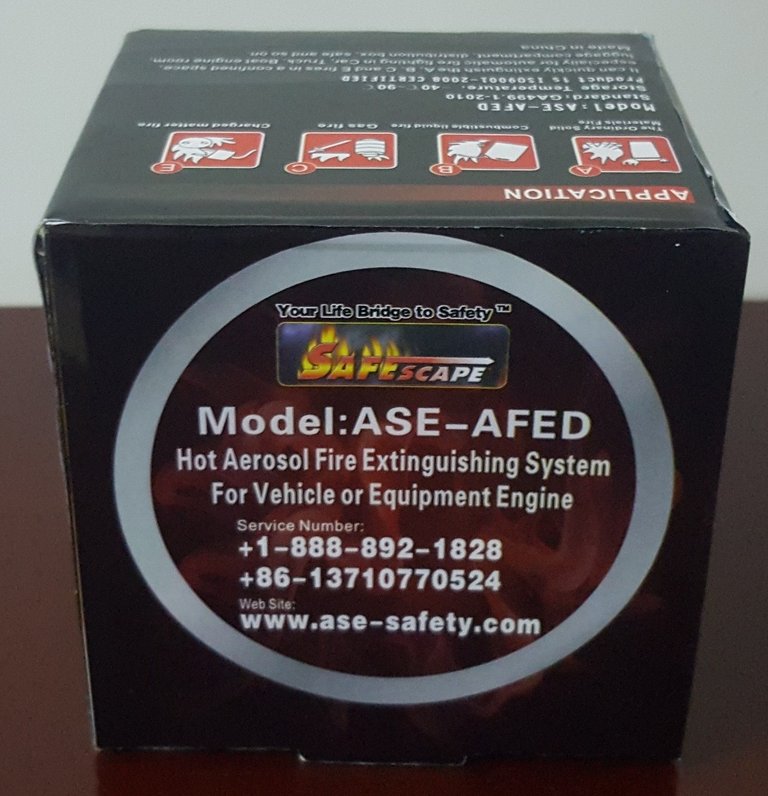 Your Life Bridge to Safety ™
SAFESCAPE
Model:ASE-AFED
Hot Aerosol Fire Extinguishing System
For Vehicle or Equipment Engine
Service Number:
+1-888-892-1828
+86-13710770524
Web Site:
www.ase-safety.com
APPLICATION
A
B
C
E
The Ordinary Solid
Materials Fire
Combustible liquid fire
Gas fire
Charged matter fire
Model:ASE-AFED
Standard:GA499.1-2010
Storage Temperature: 40℃-90℃
Product is ISO9001-2008 CERTIFIED
It can quickly extinguish the A, B, C and E fires in a confined space,
especially for automatic fire fighting in Car, Truck, Boat engine room,
luggage compartment, distribution box, safe and so on
Made in China